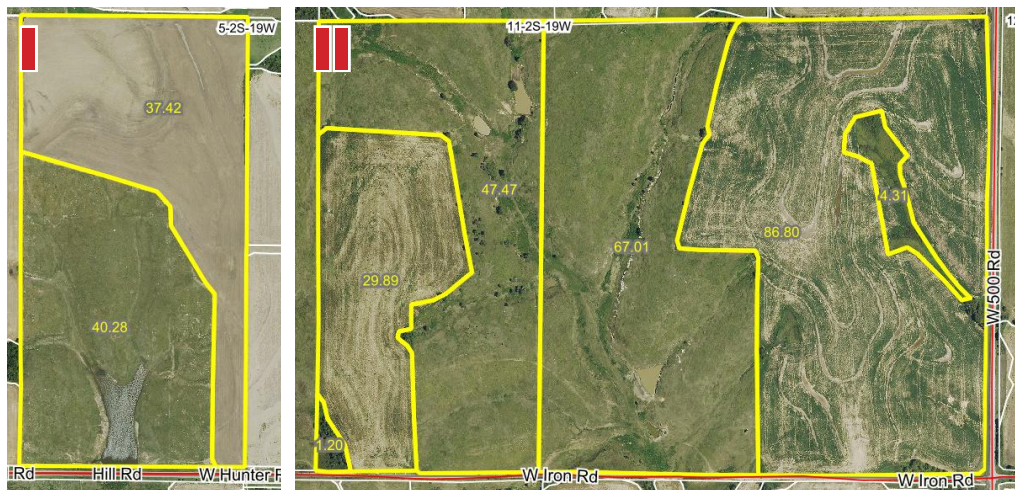 5-2S-19W
37.42
40.28
Rd
Hill Rd
W Hunter
11-2S-19W
47.47
4.31
86.80
67.01
29.89
W 500 Rd
1.20
W Iron Rd
W Iron Rd